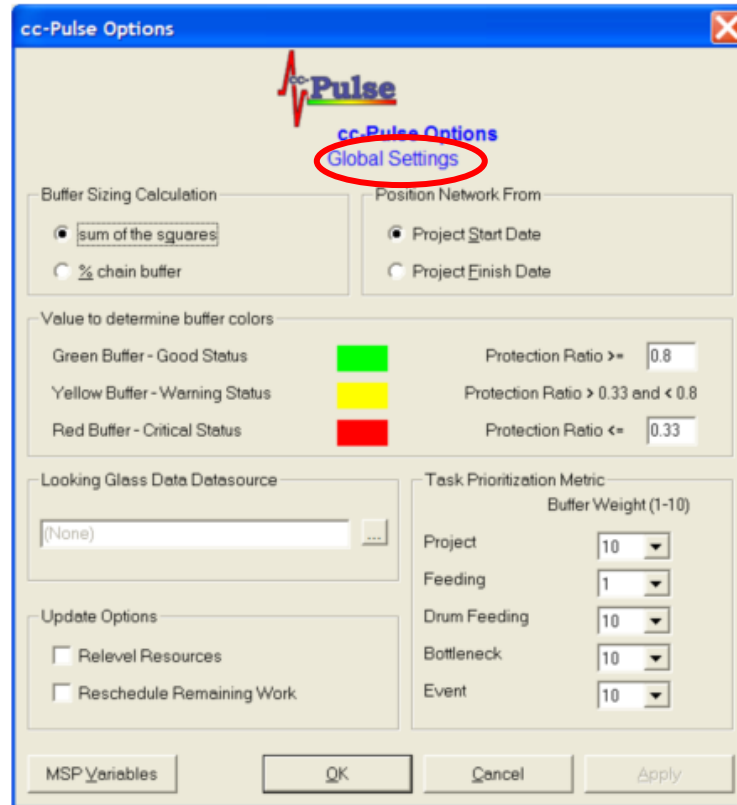 cc-Pulse Options
cc-Pulse
cc-Pulse Options
Global Settings
Buffer Sizing Calculation
sum of the squares
% chain buffer
Position Network From
Project Start Date
Project Finish Date
Value to determine buffer colors
Green Buffer - Good Status Protection Ratio >= 0.8
Yellow Buffer - Warning Status Protection Ratio > 0.33 and < 0.8
Red Buffer - Critical Status Protection Ratio <= 0.33
Looking Glass Data Datasource
(None) ...
Update Options
Relevel Resources
Reschedule Remaining Work
Task Prioritization Metric
Buffer Weight (1-10)
Project 10
Feeding 1
Drum Feeding 10
Bottleneck 10
Event 10
MSP Variables OK Cancel Apply